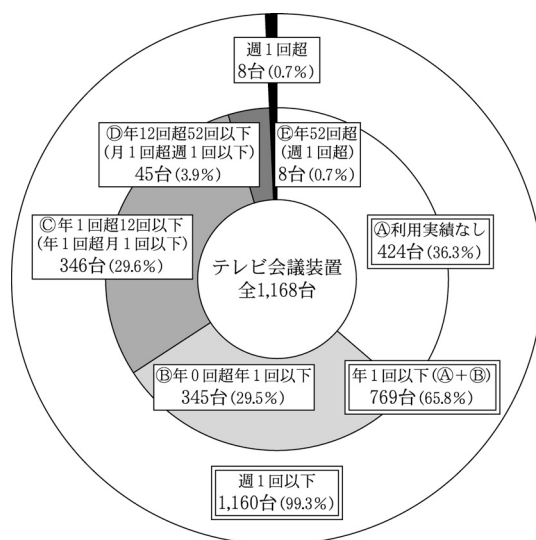 週1回超
8台(0.7%)
Ⓓ年12回超52回以下
(月1回超週1回以下)
45台(3.9%)
Ⓔ年52回超
(週1回超)
8台(0.7%)
Ⓒ年1回超12回以下
(年1回超月1回以下)
346台(29.6%)
Ⓐ利用実績なし
424台(36.3%)
テレビ会議装置
全1,168台
Ⓑ年0回超年1回以下
345台(29.5%)
年1回以下(Ⓐ+Ⓑ)
769台(65.8%)
週1回以下
1,160台(99.3%)